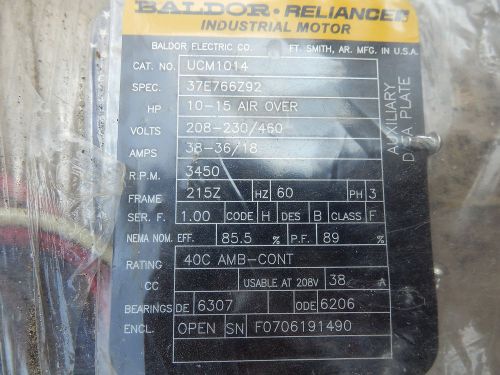 BALDOR • RELIANCER
INDUSTRIAL MOTOR
BALDOR ELECTRIC CO. FT. SMITH, AR. MFG. IN U.S.A.
CAT. NO. UCM1014
SPEC. 37E766Z92
HP 10-15 AIR OVER
VOLTS 208-230/460
AMPS 38-36/18
R.P.M. 3450
FRAME 215Z HZ 60 PH 3
SER. F. 1.00 CODE H DES B CLASS F
NEMA NOM. EFF. 85.5 % P.F. 89 %
RATING 40C AMB-CONT
CC USABLE AT 208V 38 A
BEARINGS DE 6307 ODE 6206
ENCL. OPEN SN F0706191490
AUXILIARY
DATA PLATE